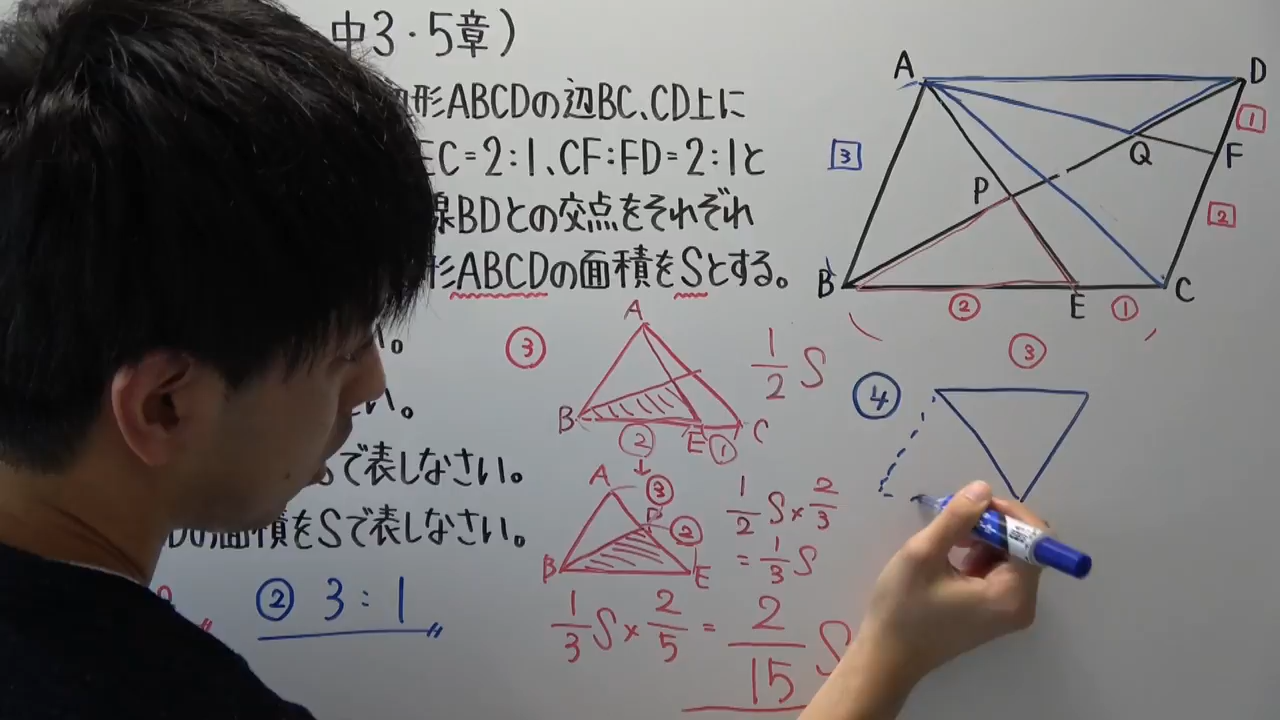 中3・5章)
形ABCDの辺BC、CD上に
EC=2:1、CF:FD=2:1と
線BDとの交点をそれぞれ
形ABCDの面積をSとする。
い。
い。
で表しなさい。
の面積をSで表しなさい。
② 3:1
③
A
B
C
E
②
①
1/2 S
A
③
P
②
B
E
1/2 S×2/3
=1/3 S
1/3 S×2/5=2/15 S
A
D
3
1
Q
F
P
2
B
②
E
①
C
③
④